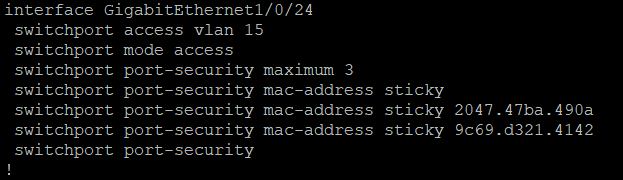 interface GigabitEthernet1/0/24
 switchport access vlan 15
 switchport mode access
 switchport port-security maximum 3
 switchport port-security mac-address sticky
 switchport port-security mac-address sticky 2047.47ba.490a
 switchport port-security mac-address sticky 9c69.d321.4142
 switchport port-security
!